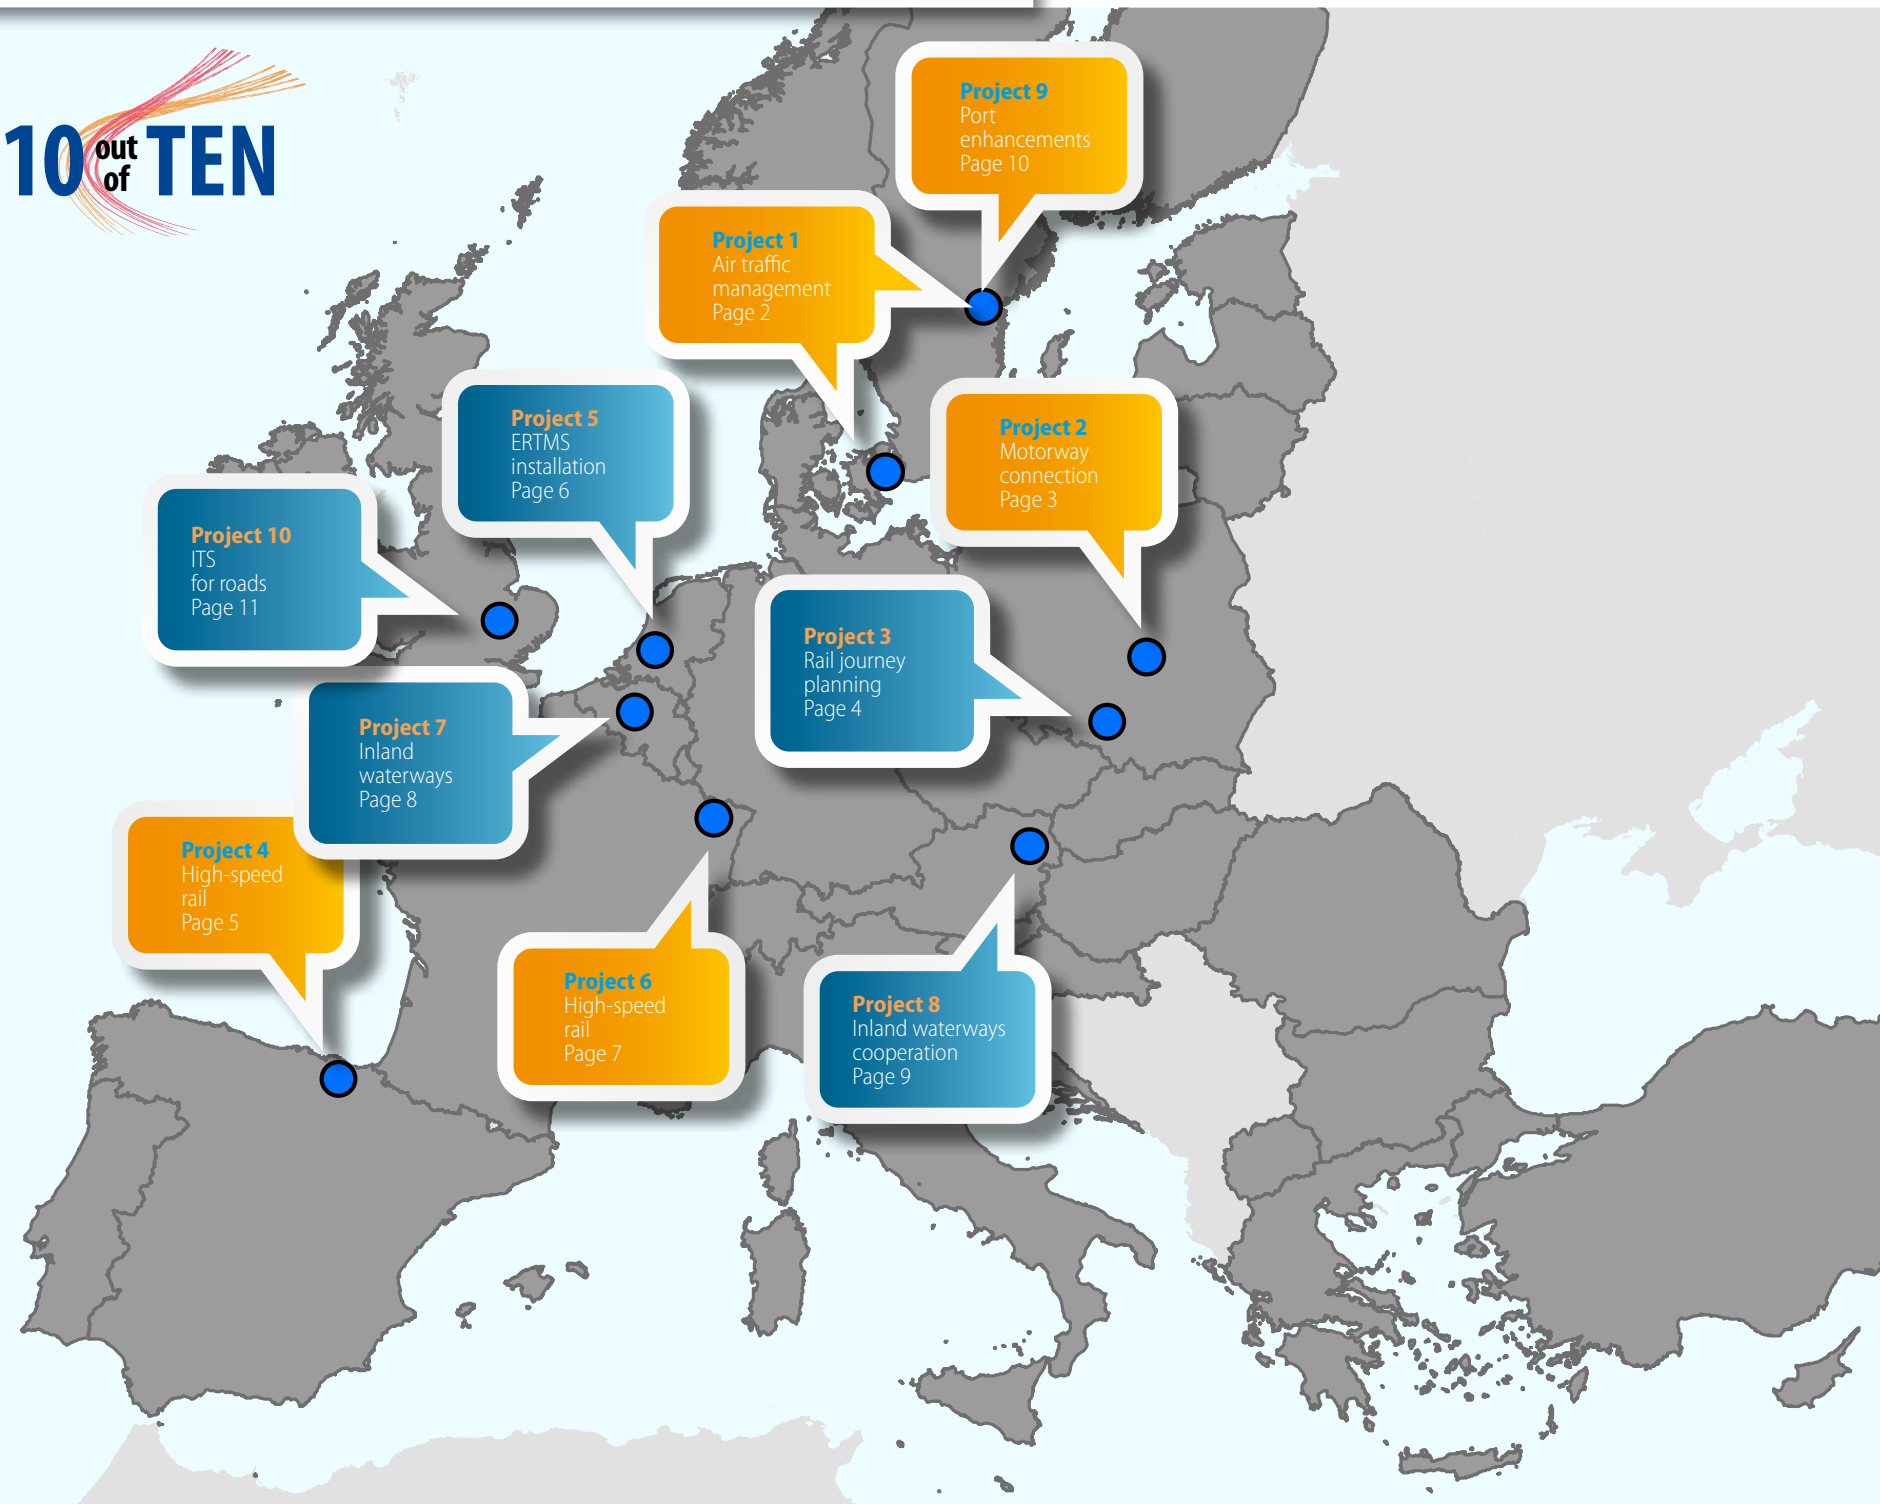 10 out of TEN
Project 9
Port
enhancements
Page 10
Project 1
Air traffic
management
Page 2
Project 5
ERTMS
installation
Page 6
Project 2
Motorway
connection
Page 3
Project 10
ITS
for roads
Page 11
Project 3
Rail journey
planning
Page 4
Project 7
Inland
waterways
Page 8
Project 4
High-speed
rail
Page 5
Project 6
High-speed
rail
Page 7
Project 8
Inland waterways
cooperation
Page 9